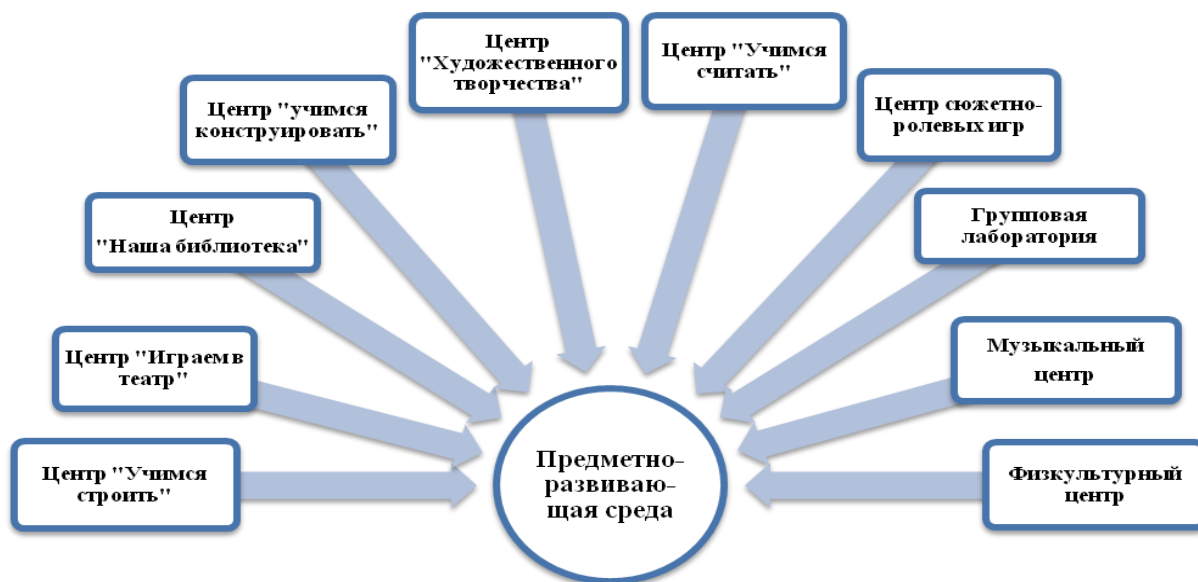 Центр
"Художественного
творчества"
Центр "Учимся
считать"
Центр "учимся
конструировать"
Центр сюжетно-
ролевых игр
Центр
"Наша библиотека"
Групповая
лаборатория
Центр "Играем в
театр"
Музыкальный
центр
Центр "Учимся
строить"
Предметно-
развиваю-
щая среда
Физкультурный
центр